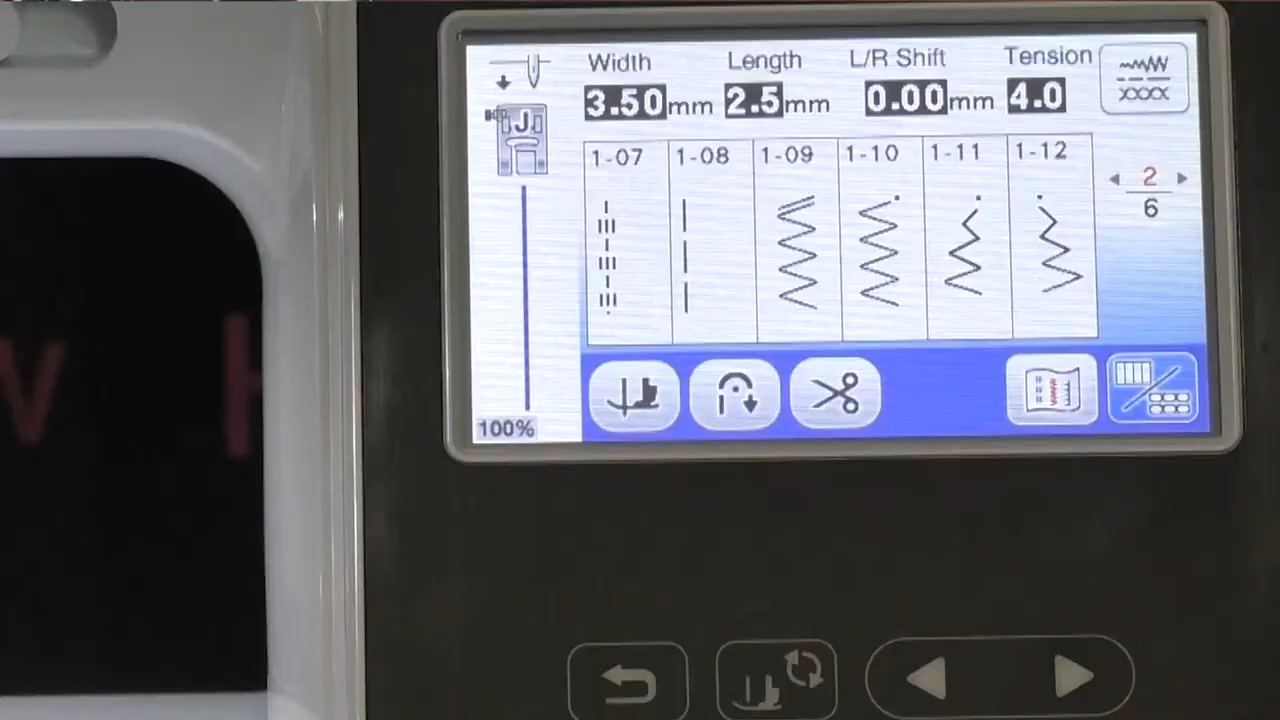 Width Length L/R Shift Tension
3.50mm 2.5mm 0.00mm 4.0
J
1-07 1-08 1-09 1-10 1-11 1-12
2
6
100%